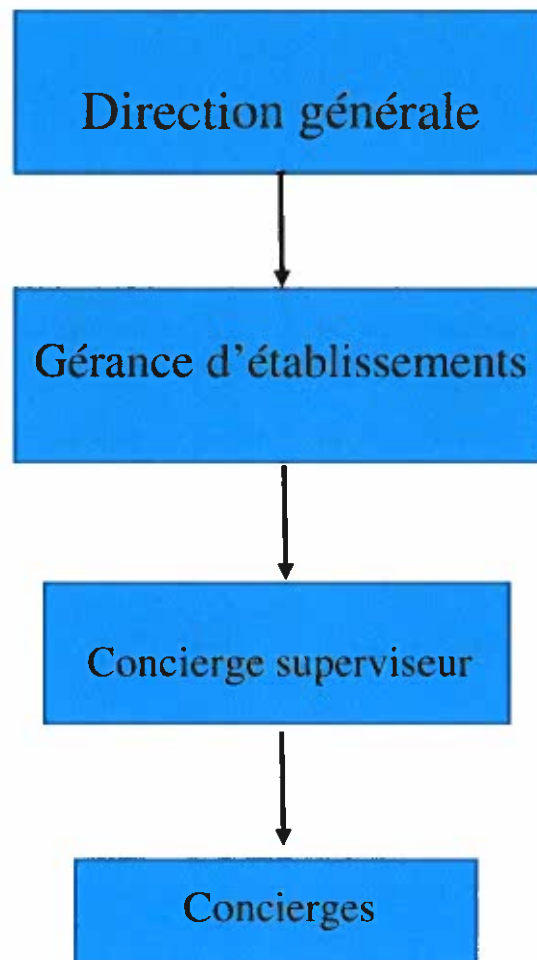 Direction générale
Gérance d'établissements
Concierge superviseur
Concierges